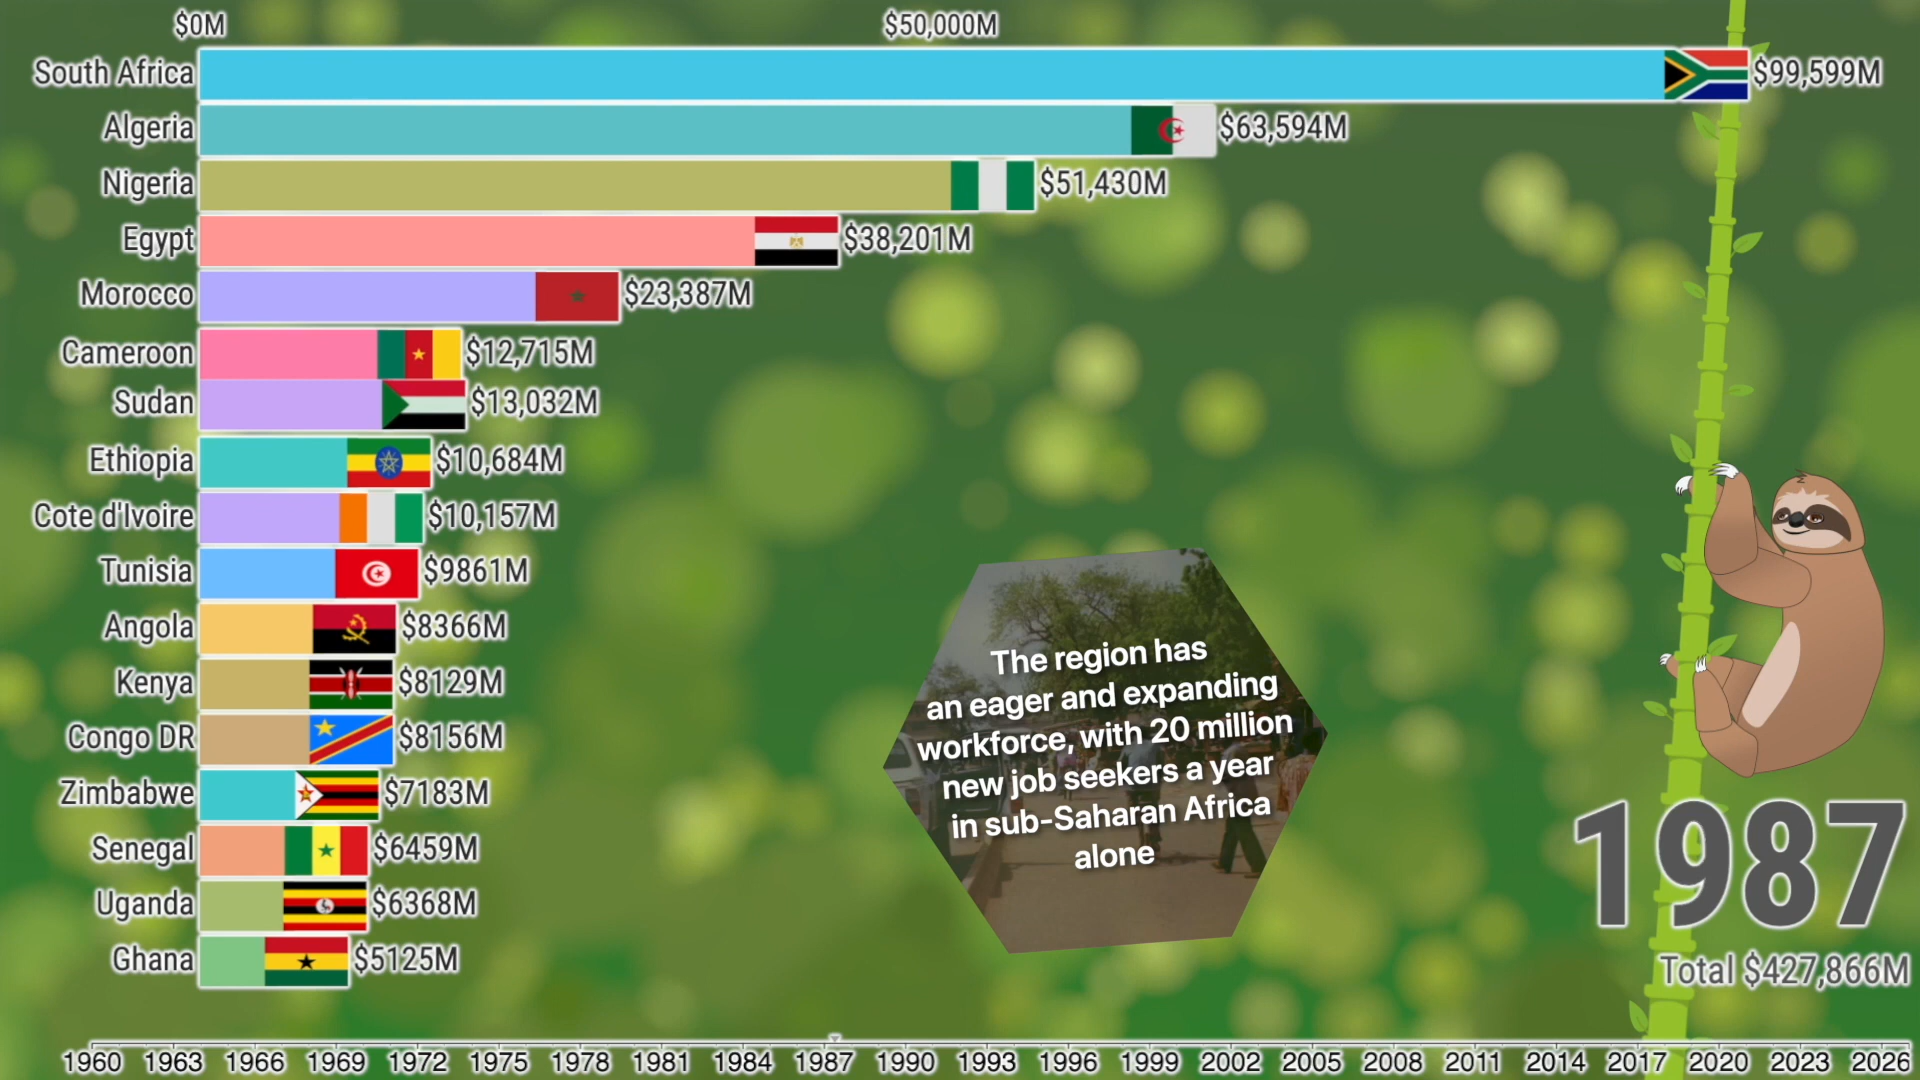 $0M $50,000M
South Africa $99,599M
Algeria $63,594M
Nigeria $51,430M
Egypt $38,201M
Morocco $23,387M
Cameroon $12,715M
Sudan $13,032M
Ethiopia $10,684M
Cote d'Ivoire $10,157M
Tunisia $9861M
Angola $8366M
Kenya $8129M
Congo DR $8156M
Zimbabwe $7183M
Senegal $6459M
Uganda $6368M
Ghana $5125M
The region has
an eager and expanding
workforce, with 20 million
new job seekers a year
in sub-Saharan Africa
alone
1987
Total $427,866M
1960 1963 1966 1969 1972 1975 1978 1981 1984 1987 1990 1993 1996 1999 2002 2005 2008 2011 2014 2017 2020 2023 2026